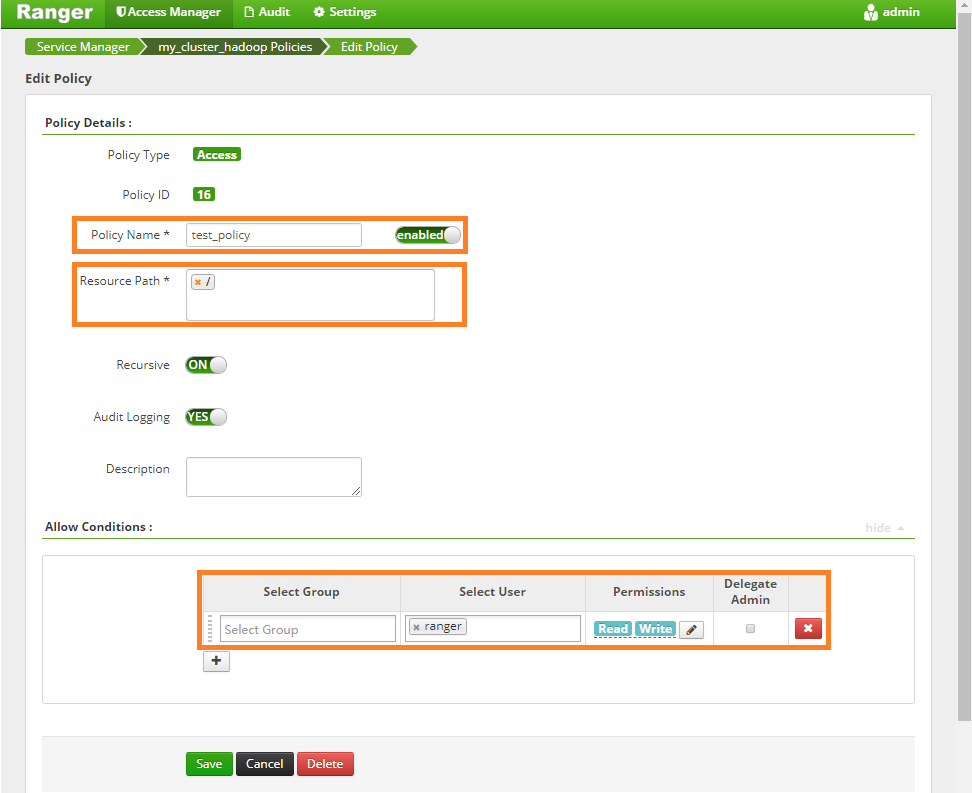 Ranger Access Manager Audit Settings admin
Service Manager my_cluster_hadoop Policies Edit Policy
Edit Policy
Policy Details :
Policy Type Access
Policy ID 16
Policy Name * test_policy enabled
Resource Path * × /
Recursive ON
Audit Logging YES
Description
Allow Conditions : hide
Select Group Select User Permissions Delegate Admin
Select Group × ranger Read Write
+
Save Cancel Delete